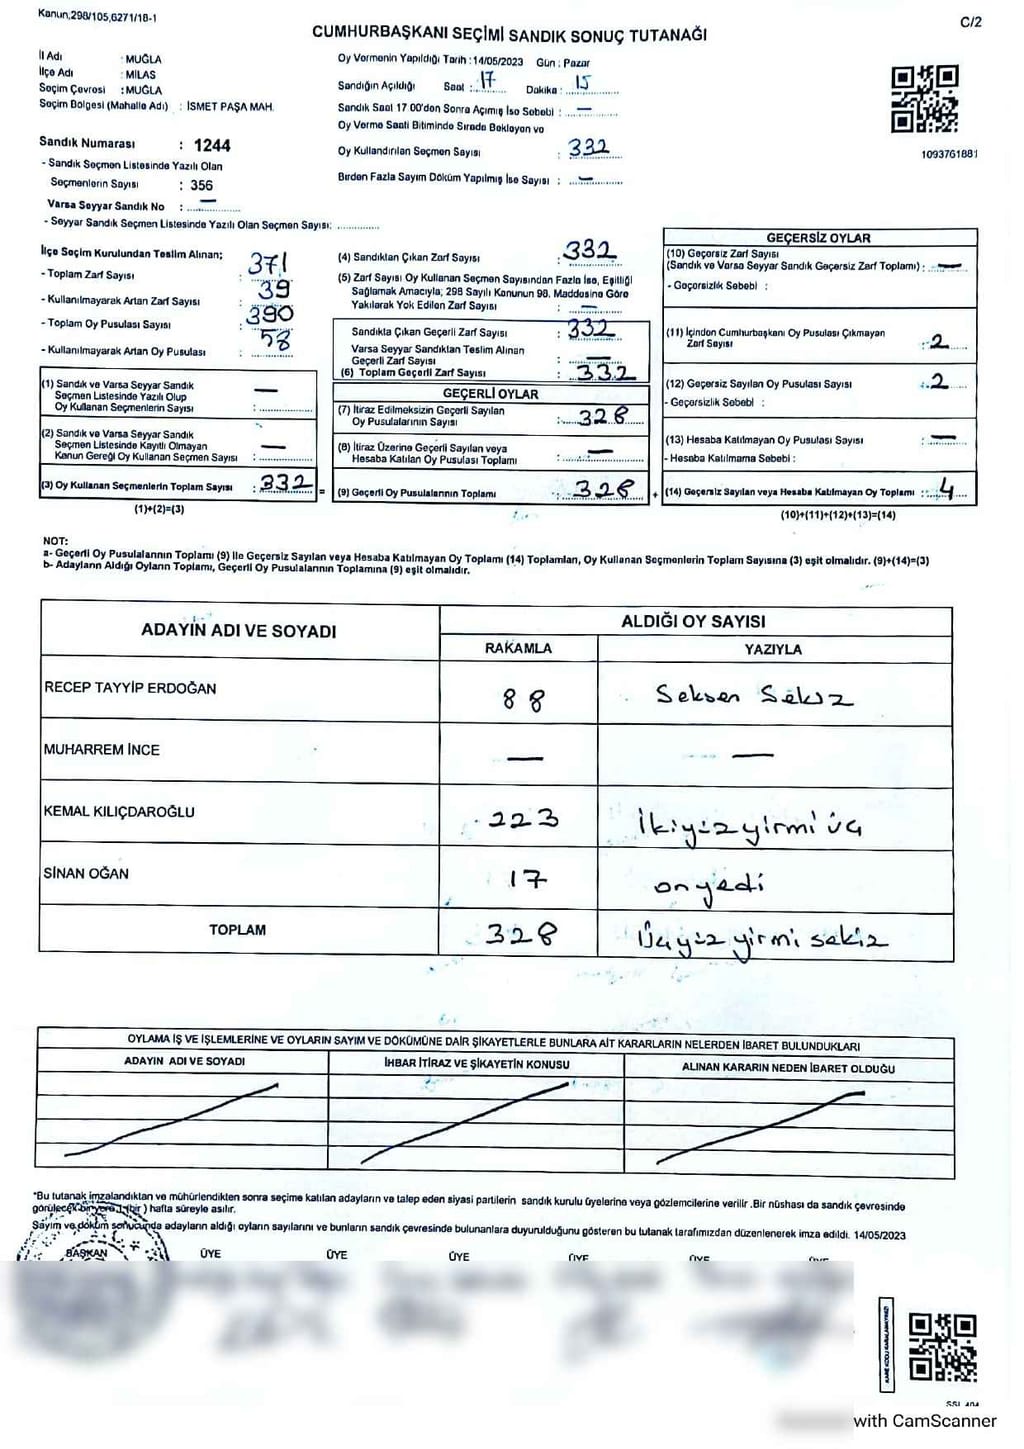 Kanun,298/105,6271/18-1
C/2
CUMHURBAŞKANI SEÇİMİ SANDIK SONUÇ TUTANAĞI
İl Adı : MUĞLA
İlçe Adı : MİLAS
Seçim Çevresi : MUĞLA
Seçim Bölgesi (Mahalle Adı) : İSMET PAŞA MAH.
Sandık Numarası : 1244
- Sandık Seçmen Listesinde Yazılı Olan
Seçmenlerin Sayısı : 356
Varsa Seyyar Sandık No : —
- Seyyar Sandık Seçmen Listesinde Yazılı Olan Seçmen Sayısı:
Oy Vermenin Yapıldığı Tarih : 14/05/2023 Gün : Pazar
Sandığın Açıldığı Saat : 17 Dakika : 15
Sandık Saat 17 00'den Sonra Açımış İse Sebebi : —
Oy Verme Saati Bitiminde Sırada Bekleyen ve
Oy Kullandırılan Seçmen Sayısı : 332
Birden Fazla Sayım Döküm Yapılmış İse Sayısı : —
1093761881
İlçe Seçim Kurulundan Teslim Alınan;
- Toplam Zarf Sayısı : 371
- Kullanılmayarak Artan Zarf Sayısı : 39
- Toplam Oy Pusulası Sayısı : 390
- Kullanılmayarak Artan Oy Pusulası : 58
(1) Sandık ve Varsa Seyyar Sandık
Seçmen Listesinde Yazılı Olup
Oy Kullanan Seçmenlerin Sayısı : —
(2) Sandık ve Varsa Seyyar Sandık
Seçmen Listesinde Kayıtlı Olmayan
Kanun Gereği Oy Kullanan Seçmen Sayısı : —
(3) Oy Kullanan Seçmenlerin Toplam Sayısı : 332
(1)+(2)=(3)
(4) Sandıktan Çıkan Zarf Sayısı : 332
(5) Zarf Sayısı Oy Kullanan Seçmen Sayısından Fazla İse, Eşitliği
Sağlamak Amacıyla; 298 Sayılı Kanunun 98. Maddesine Göre
Yakılarak Yok Edilen Zarf Sayısı : —
Sandıkta Çıkan Geçerli Zarf Sayısı : 332
Varsa Seyyar Sandıktan Teslim Alınan
Geçerli Zarf Sayısı : —
(6) Toplam Geçerli Zarf Sayısı : 332
GEÇERLİ OYLAR
(7) İtiraz Edilmeksizin Geçerli Sayılan
Oy Pusulalarının Sayısı : 328
(8) İtiraz Üzerine Geçerli Sayılan veya
Hesaba Katılan Oy Pusulası Toplamı : —
= (9) Geçerli Oy Pusulalarının Toplamı : 328 +
GEÇERSİZ OYLAR
(10) Geçersiz Zarf Sayısı
(Sandık ve Varsa Seyyar Sandık Geçersiz Zarf Toplamı) : —
- Geçersizlik Sebebi :
(11) İçinden Cumhurbaşkanı Oy Pusulası Çıkmayan
Zarf Sayısı : 2
(12) Geçersiz Sayılan Oy Pusulası Sayısı : 2
- Geçersizlik Sebebi :
(13) Hesaba Katılmayan Oy Pusulası Sayısı : —
- Hesaba Katılmama Sebebi :
(14) Geçersiz Sayılan veya Hesaba Katılmayan Oy Toplamı : 4
(10)+(11)+(12)+(13)=(14)
NOT:
a- Geçerli Oy Pusulalarının Toplamı (9) ile Geçersiz Sayılan veya Hesaba Katılmayan Oy Toplamı (14) Toplamları, Oy Kullanan Seçmenlerin Toplam Sayısına (3) eşit olmalıdır. (9)+(14)=(3)
b- Adayların Aldığı Oyların Toplamı, Geçerli Oy Pusulalarının Toplamına (9) eşit olmalıdır.
ADAYIN ADI VE SOYADI
ALDIĞI OY SAYISI
RAKAMLA YAZIYLA
RECEP TAYYİP ERDOĞAN 88 Seksen Sekiz
MUHARREM İNCE — —
KEMAL KILIÇDAROĞLU 223 İkiyüzyirmi üç
SİNAN OĞAN 17 onyedi
TOPLAM 328 Üçyüz yirmi sekiz
OYLAMA İŞ VE İŞLEMLERİNE VE OYLARIN SAYIM VE DÖKÜMÜNE DAİR ŞİKAYETLERLE BUNLARA AİT KARARLARIN NELERDEN İBARET BULUNDUKLARI
ADAYIN ADI VE SOYADI İHBAR İTİRAZ VE ŞİKAYETİN KONUSU ALINAN KARARIN NEDEN İBARET OLDUĞU
*Bu tutanak imzalandıktan ve mühürlendikten sonra seçime katılan adayların ve talep eden siyasi partilerin sandık kurulu üyelerine veya gözlemcilerine verilir .Bir nüshası da sandık çevresinde
görülecek bir yere 1 (bir ) hafta süreyle asılır.
Sayım ve döküm sonucunda adayların aldığı oyların sayılarını ve bunların sandık çevresinde bulunanlara duyurulduğunu gösteren bu tutanak tarafımızdan düzenlenerek imza edildi. 14/05/2023
BAŞKAN ÜYE ÜYE ÜYE ÜYE ÜYE ÜYE
with CamScanner